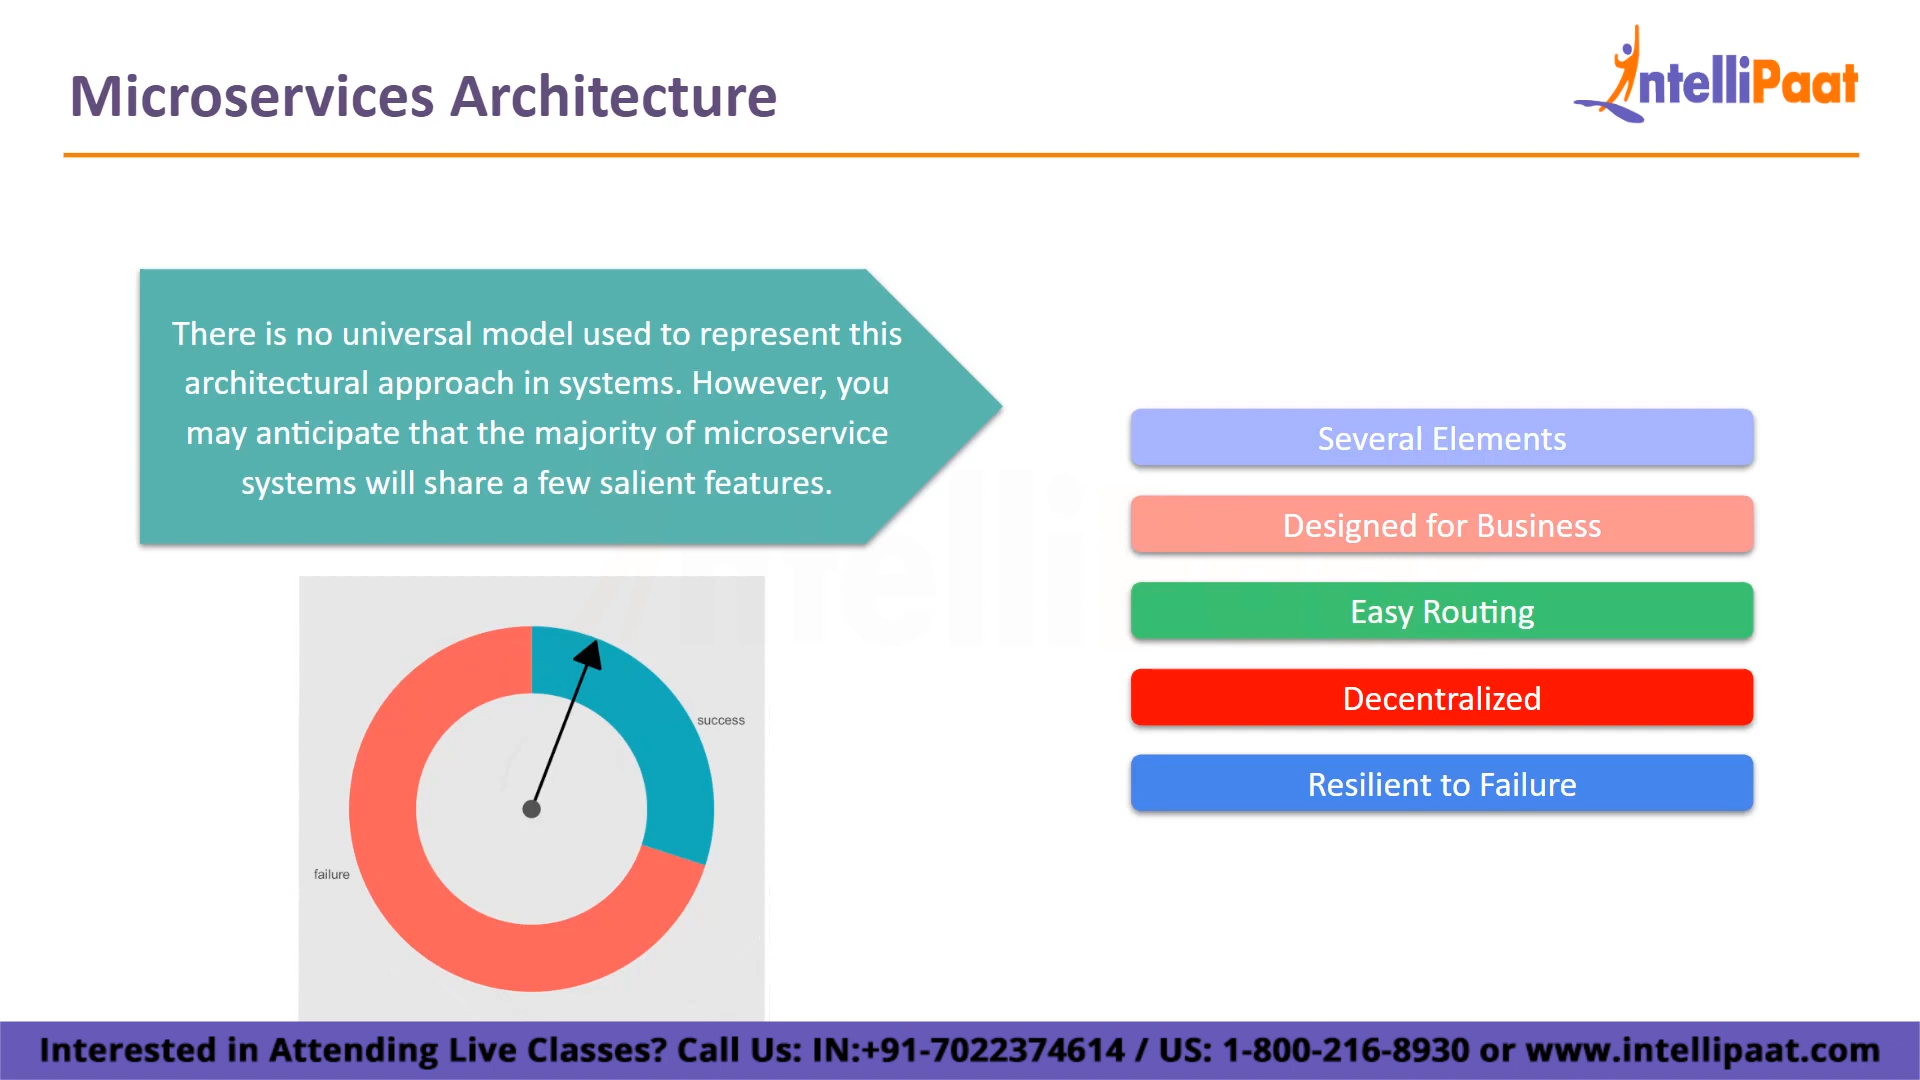 Microservices Architecture
IntelliPaat
There is no universal model used to represent this
architectural approach in systems. However, you
may anticipate that the majority of microservice
systems will share a few salient features.
Several Elements
Designed for Business
Easy Routing
Decentralized
Resilient to Failure
success
failure
Interested in Attending Live Classes? Call Us: IN:+91-7022374614 / US: 1-800-216-8930 or www.intellipaat.com